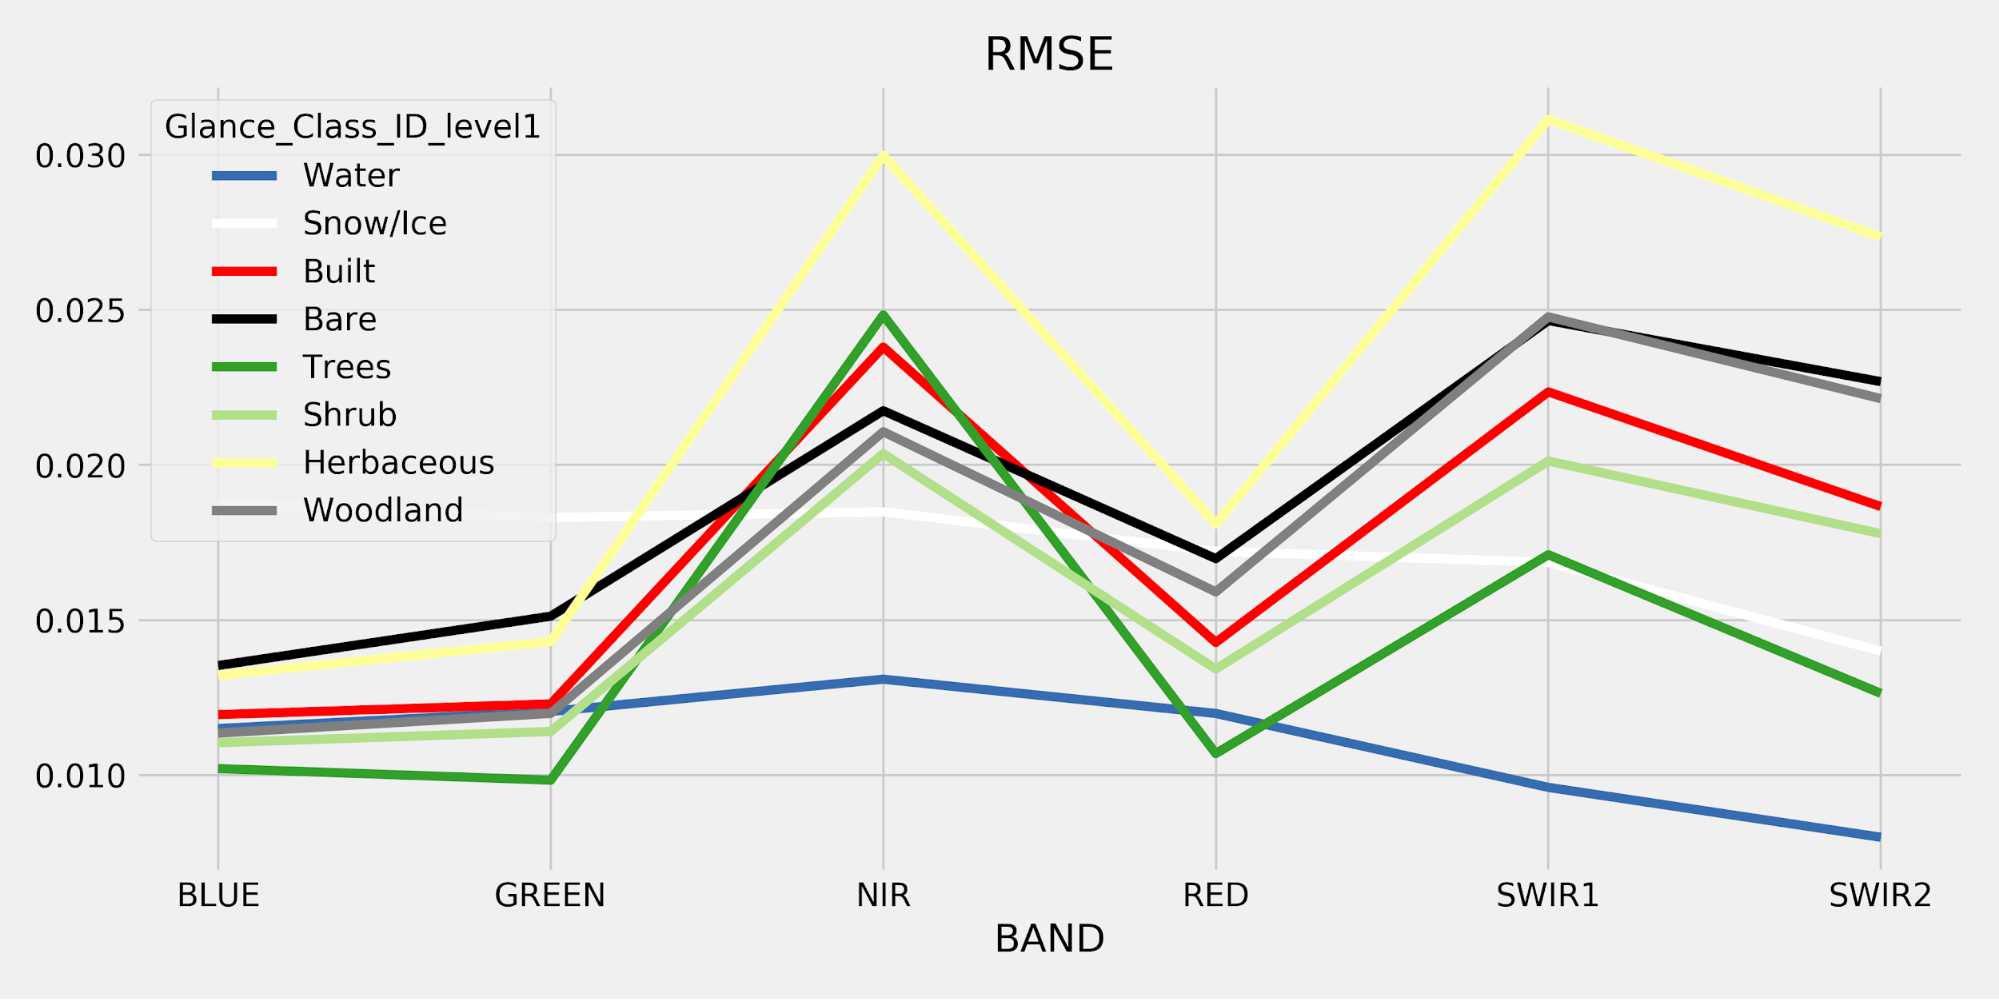 RMSE
Glance_Class_ID_level1
Water
Snow/Ice
Built
Bare
Trees
Shrub
Herbaceous
Woodland
0.030
0.025
0.020
0.015
0.010
BLUE GREEN NIR RED SWIR1 SWIR2
BAND